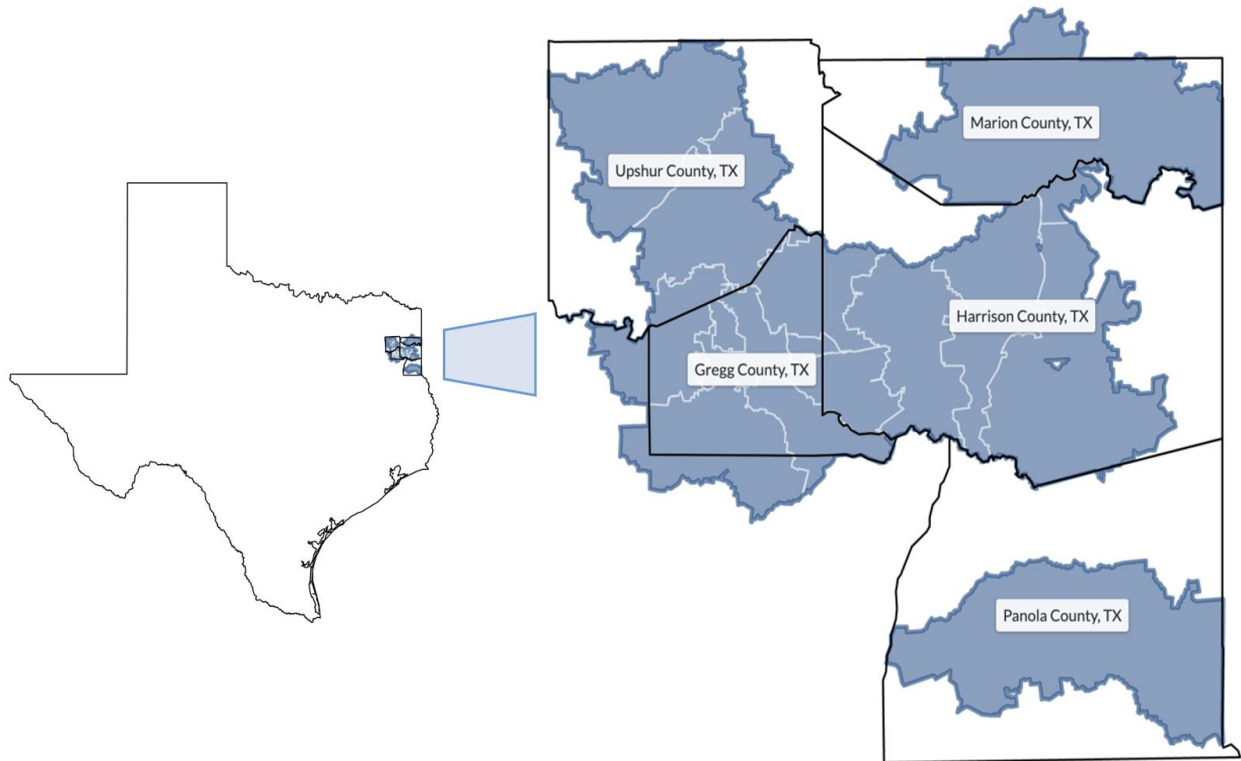 Marion County, TX
Upshur County, TX
Harrison County, TX
Gregg County, TX
Panola County, TX